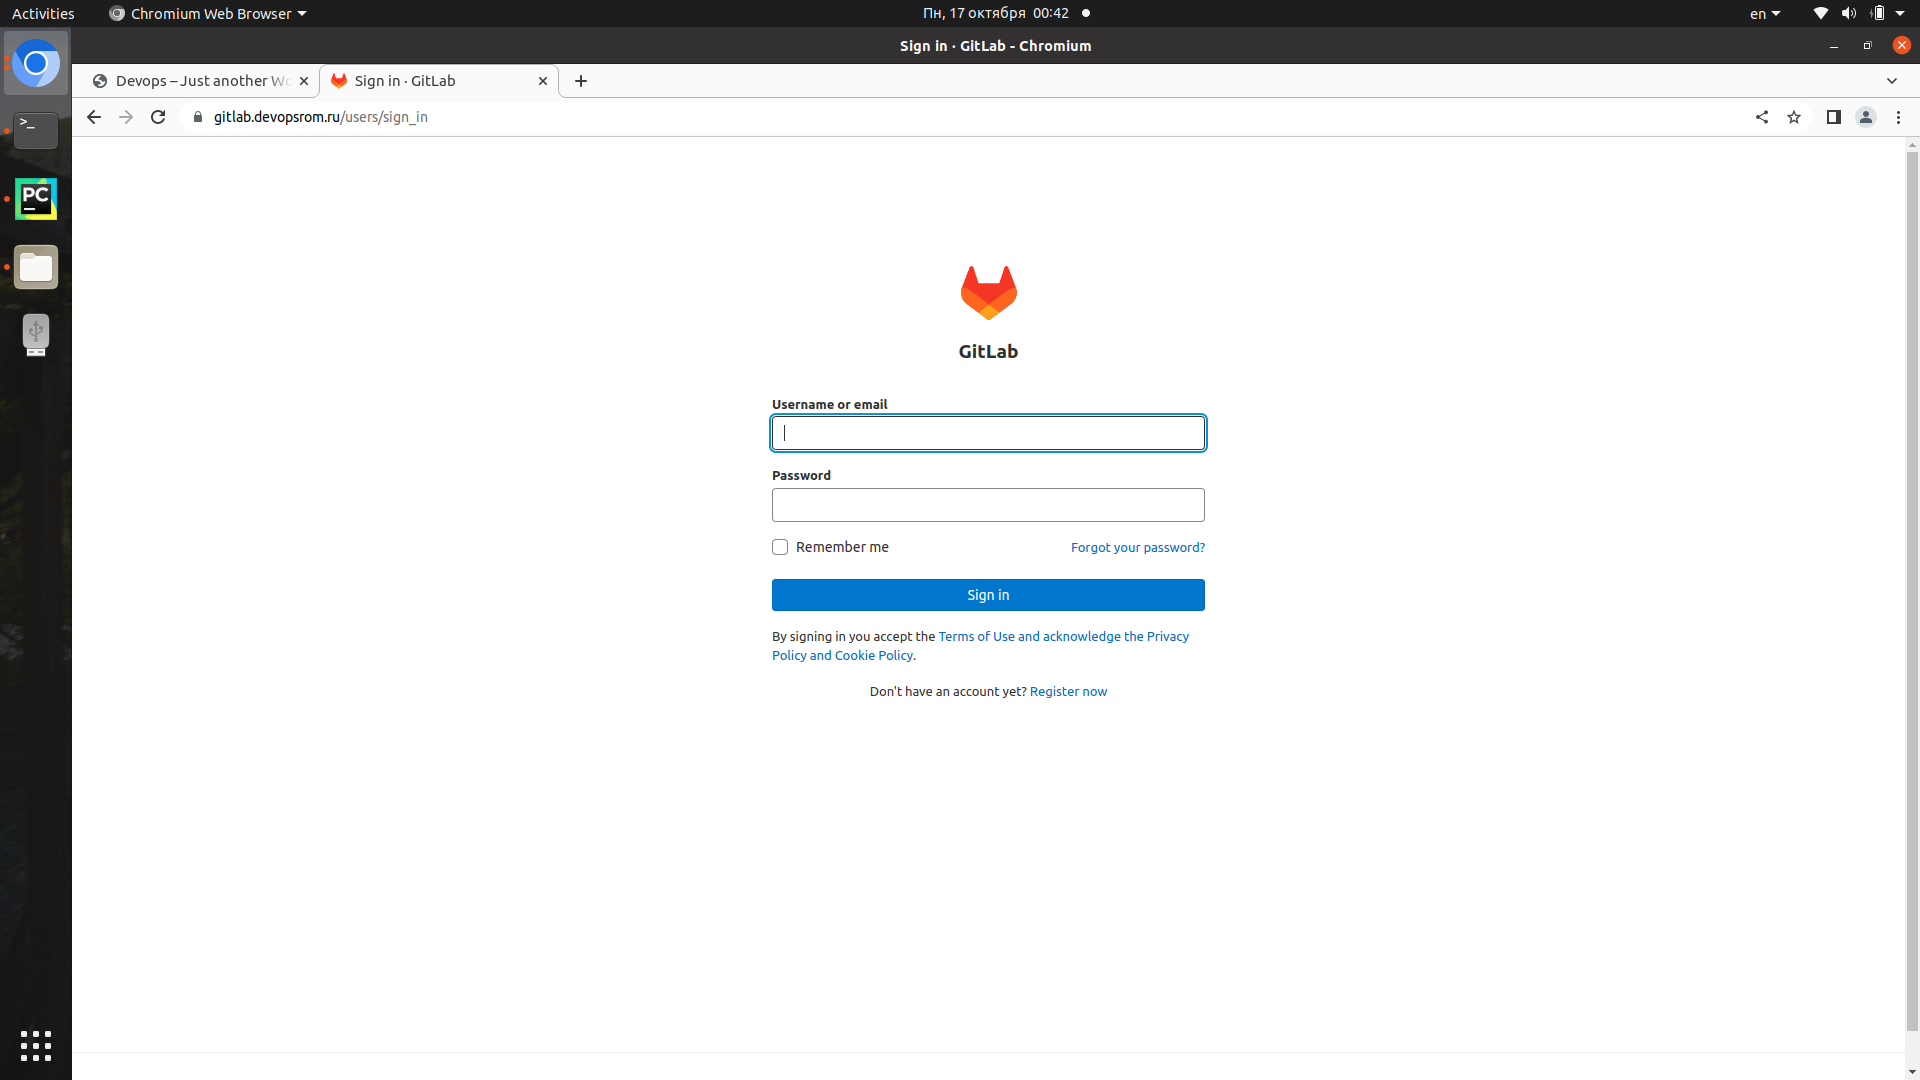 Activities
Chromium Web Browser
Пн, 17 октября 00:42
en
Sign in · GitLab - Chromium
Devops – Just another
Sign in · GitLab
gitlab.devopsrom.ru/users/sign_in
>_
PC
GitLab
Username or email
Password
Remember me
Forgot your password?
Sign in
By signing in you accept the Terms of Use and acknowledge the Privacy
Policy and Cookie Policy.
Don't have an account yet? Register now